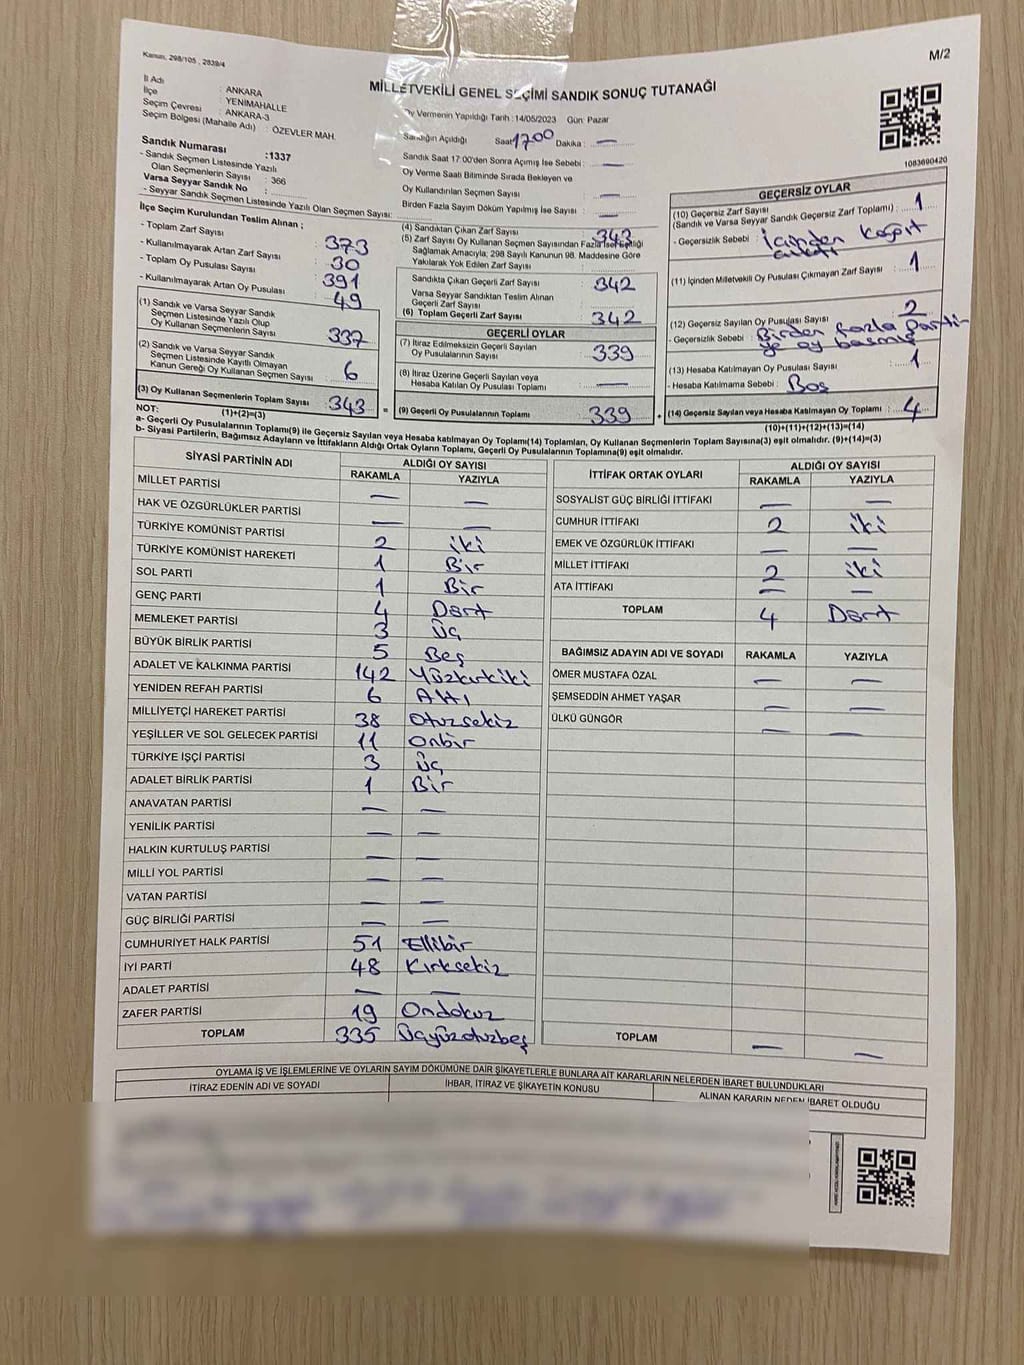 Kanun, 298/105 , 2839/4
M/2
MİLLETVEKİLİ GENEL SEÇİMİ SANDIK SONUÇ TUTANAĞI
İl Adı : ANKARA
İlçe : YENİMAHALLE
Seçim Çevresi : ANKARA-3
Seçim Bölgesi (Mahalle Adı) : ÖZEVLER MAH.
Sandık Numarası :1337
- Sandık Seçmen Listesinde Yazılı
Olan Seçmenlerin Sayısı : 366
Varsa Seyyar Sandık No :
- Seyyar Sandık Seçmen Listesinde Yazılı Olan Seçmen Sayısı:
Oy Vermenin Yapıldığı Tarih :14/05/2023 Gün: Pazar
Sandığın Açıldığı Saat 17 00 Dakika : —
Sandık Saat 17:00'den Sonra Açılmış İse Sebebi : —
Oy Verme Saati Bitiminde Sırada Bekleyen ve
Oy Kullandırılan Seçmen Sayısı —
Birden Fazla Sayım Döküm Yapılmış İse Sayısı : —
1083690420
İlçe Seçim Kurulundan Teslim Alınan ;
- Toplam Zarf Sayısı : 373
- Kullanılmayarak Artan Zarf Sayısı : 30
- Toplam Oy Pusulası Sayısı : 391
- Kullanılmayarak Artan Oy Pusulası : 49
(1) Sandık ve Varsa Seyyar Sandık
Seçmen Listesinde Yazılı Olup
Oy Kullanan Seçmenlerin Sayısı : 337
(2) Sandık ve Varsa Seyyar Sandık
Seçmen Listesinde Kayıtlı Olmayan
Kanun Gereği Oy Kullanan Seçmen Sayısı : 6
(3) Oy Kullanan Seçmenlerin Toplam Sayısı : 343 =
(1)+(2)=(3)
(4) Sandıktan Çıkan Zarf Sayısı : 343
(5) Zarf Sayısı Oy Kullanan Seçmen Sayısından Fazla İse Eşitliği
Sağlamak Amacıyla; 298 Sayılı Kanunun 98. Maddesine Göre
Yakılarak Yok Edilen Zarf Sayısı :
Sandıkta Çıkan Geçerli Zarf Sayısı : 342
Varsa Seyyar Sandıktan Teslim Alınan
Geçerli Zarf Sayısı :
(6) Toplam Geçerli Zarf Sayısı : 342
GEÇERLİ OYLAR
(7) İtiraz Edilmeksizin Geçerli Sayılan
Oy Pusulalarının Sayısı : 339
(8) İtiraz Üzerine Geçerli Sayılan veya
Hesaba Katılan Oy Pusulası Toplamı : —
(9) Geçerli Oy Pusulalarının Toplamı : 339 +
GEÇERSİZ OYLAR
(10) Geçersiz Zarf Sayısı
(Sandık ve Varsa Seyyar Sandık Geçersiz Zarf Toplamı) : 1
- Geçersizlik Sebebi : İçinden kağıt
çıktı
(11) İçinden Milletvekili Oy Pusulası Çıkmayan Zarf Sayısı : 1
(12) Geçersiz Sayılan Oy Pusulası Sayısı : 2
- Geçersizlik Sebebi : Birden fazla parti-
ye oy basmış
(13) Hesaba Katılmayan Oy Pusulası Sayısı : 1
- Hesaba Katılmama Sebebi : Boş
(14) Geçersiz Sayılan veya Hesaba Katılmayan Oy Toplamı : 4
(10)+(11)+(12)+(13)=(14)
NOT:
a- Geçerli Oy Pusulalarının Toplamı(9) ile Geçersiz Sayılan veya Hesaba katılmayan Oy Toplamı(14) Toplamları, Oy Kullanan Seçmenlerin Toplam Sayısına(3) eşit olmalıdır. (9)+(14)=(3)
b- Siyasi Partilerin, Bağımsız Adayların ve İttifakların Aldığı Oyların Toplamı, Geçerli Oy Pusulalarının Toplamına(9) eşit olmalıdır.
SİYASİ PARTİNİN ADI ALDIĞI OY SAYISI
RAKAMLA YAZIYLA
MİLLET PARTİSİ — —
HAK VE ÖZGÜRLÜKLER PARTİSİ — —
TÜRKİYE KOMÜNİST PARTİSİ 2 iki
TÜRKİYE KOMÜNİST HAREKETİ 1 Bir
SOL PARTİ 1 Bir
GENÇ PARTİ 4 Dört
MEMLEKET PARTİSİ 3 Üç
BÜYÜK BİRLİK PARTİSİ 5 Beş
ADALET VE KALKINMA PARTİSİ 142 Yüzkırkiki
YENİDEN REFAH PARTİSİ 6 Altı
MİLLİYETÇİ HAREKET PARTİSİ 38 Otuzsekiz
YEŞİLLER VE SOL GELECEK PARTİSİ 11 Onbir
TÜRKİYE İŞÇİ PARTİSİ 3 Üç
ADALET BİRLİK PARTİSİ 1 Bir
ANAVATAN PARTİSİ — —
YENİLİK PARTİSİ — —
HALKIN KURTULUŞ PARTİSİ — —
MİLLİ YOL PARTİSİ — —
VATAN PARTİSİ — —
GÜÇ BİRLİĞİ PARTİSİ — —
CUMHURİYET HALK PARTİSİ 51 Ellibir
İYİ PARTİ 48 Kırksekiz
ADALET PARTİSİ — —
ZAFER PARTİSİ 19 Ondokuz
TOPLAM 335 Üçyüzotuzbeş
İTTİFAK ORTAK OYLARI ALDIĞI OY SAYISI
RAKAMLA YAZIYLA
SOSYALİST GÜÇ BİRLİĞİ İTTİFAKI — —
CUMHUR İTTİFAKI 2 iki
EMEK VE ÖZGÜRLÜK İTTİFAKI — —
MİLLET İTTİFAKI 2 iki
ATA İTTİFAKI — —
TOPLAM 4 Dört
BAĞIMSIZ ADAYIN ADI VE SOYADI RAKAMLA YAZIYLA
ÖMER MUSTAFA ÖZAL — —
ŞEMSEDDİN AHMET YAŞAR — —
ÜLKÜ GÜNGÖR — —
TOPLAM — —
OYLAMA İŞ VE İŞLEMLERİNE VE OYLARIN SAYIM DÖKÜMÜNE DAİR ŞİKAYETLERLE BUNLARA AİT KARARLARIN NELERDEN İBARET BULUNDUKLARI
İTİRAZ EDENİN ADI VE SOYADI İHBAR, İTİRAZ VE ŞİKAYETİN KONUSU ALINAN KARARIN NEDEN İBARET OLDUĞU